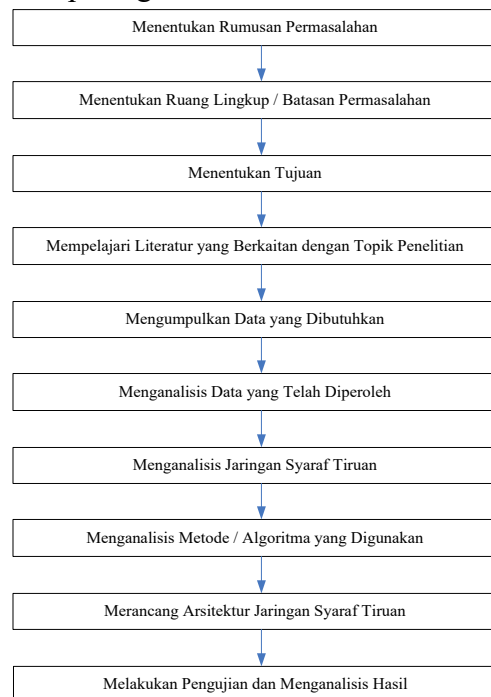 Menentukan Rumusan Permasalahan
Menentukan Ruang Lingkup / Batasan Permasalahan
Menentukan Tujuan
Mempelajari Literatur yang Berkaitan dengan Topik Penelitian
Mengumpulkan Data yang Dibutuhkan
Menganalisis Data yang Telah Diperoleh
Menganalisis Jaringan Syaraf Tiruan
Menganalisis Metode / Algoritma yang Digunakan
Merancang Arsitektur Jaringan Syaraf Tiruan
Melakukan Pengujian dan Menganalisis Hasil